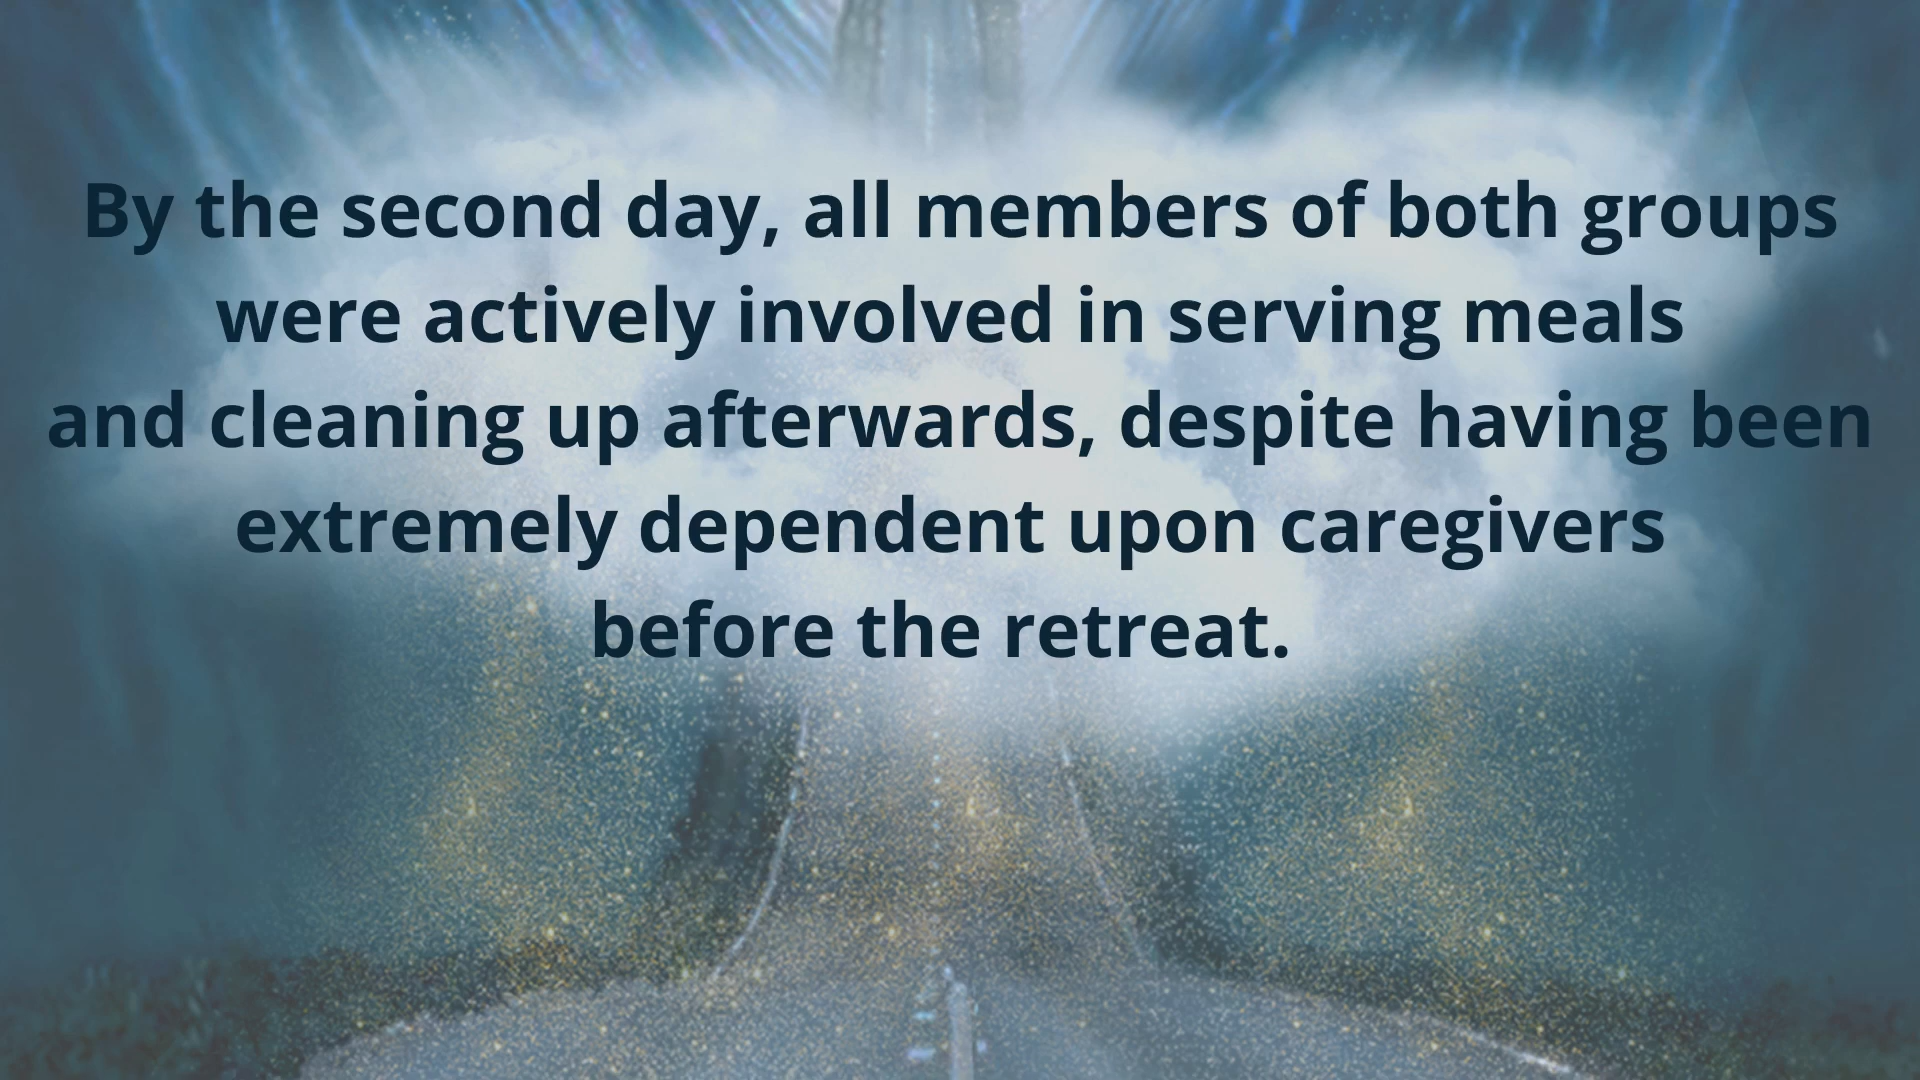 By the second day, all members of both groups
were actively involved in serving meals
and cleaning up afterwards, despite having been
extremely dependent upon caregivers
before the retreat.